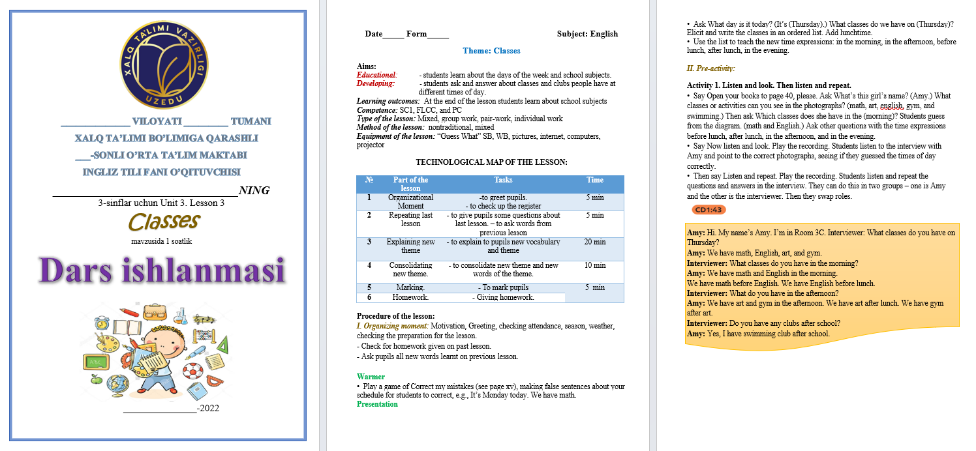 XALQ TALIMI VAZIRLIGI
UZEDU
____________ VILOYATI ________ TUMANI
XALQ TA’LIMI BO’LIMIGA QARASHLI
___-SONLI O’RTA TA’LIM MAKTABI
INGLIZ TILI FANI O’QITUVCHISI
______________________________NING
3-sinflar uchun Unit 3. Lesson 3
Classes
mavzusida 1 soatlik
Dars ishlanmasi
________________-2022
Date_____ Form_____ Subject: English
Theme: Classes
Aims:
Educational: - students learn about the days of the week and school subjects.
Developing: - students ask and answer about classes and clubs people have at
different times of day.
Learning outcomes: At the end of the lesson students learn about school subjects
Competence: SC1, FLCC, and PC
Type of the lesson: Mixed, group work, pair-work, individual work
Method of the lesson: nontraditional, mixed
Equipment of the lesson: “Guess What” SB, WB, pictures, internet, computers,
projector
TECHNOLOGICAL MAP OF THE LESSON:
№ Part of the lesson Tasks Time
1 Organizational Moment -to greet pupils. - to check up the register 5 min
2 Repeating last lesson - to give pupils some questions about last lesson. – to ask words from previous lesson 5 min
3 Explaining new theme - to explain to pupils new vocabulary and theme 20 min
4 Consolidating new theme. - to consolidate new theme and new words of the theme. 10 min
5 Marking. - To mark pupils 5 min
6 Homework. - Giving homework.
Procedure of the lesson:
I. Organizing moment: Motivation, Greeting, checking attendance, season, weather,
checking the preparation for the lesson.
- Check for homework given on past lesson.
- Ask pupils all new words learnt on previous lesson.
Warmer
• Play a game of Correct my mistakes (see page xv), making false sentences about your
schedule for students to correct, e.g., It’s Monday today. We have math.
Presentation
• Ask What day is it today? (It’s (Thursday).) What classes do we have on (Thursday)?
Elicit and write the classes in an ordered list. Add lunchtime.
• Use the list to teach the new time expressions: in the morning, in the afternoon, before
lunch, after lunch, in the evening.
II. Pre-activity:
Activity 1. Listen and look. Then listen and repeat.
• Say Open your books to page 40, please. Ask What’s this girl’s name? (Amy.) What
classes or activities can you see in the photographs? (math, art, english, gym, and
swimming.) Then ask Which classes does she have in the (morning)? Students guess
from the diagram. (math and English.) Ask other questions with the time expressions
before lunch, after lunch, in the afternoon, and in the evening.
• Say Now listen and look. Play the recording. Students listen to the interview with
Amy and point to the correct photographs, seeing if they guessed the times of day
correctly.
• Then say Listen and repeat. Play the recording. Students listen and repeat the
questions and answers in the interview. They can do this in two groups – one is Amy
and the other is the interviewer. Then they swap roles.
CD1:43
Amy: Hi. My name’s Amy. I’m in Room 3C. Interviewer: What classes do you have on
Thursday?
Amy: We have math, English, art, and gym.
Interviewer: What classes do you have in the morning?
Amy: We have math and English in the morning.
We have math before English. We have English before lunch.
Interviewer: What do you have in the afternoon?
Amy: We have art and gym in the afternoon. We have art after lunch. We have gym
after art.
Interviewer: Do you have any clubs after school?
Amy: Yes, I have swimming club after school.